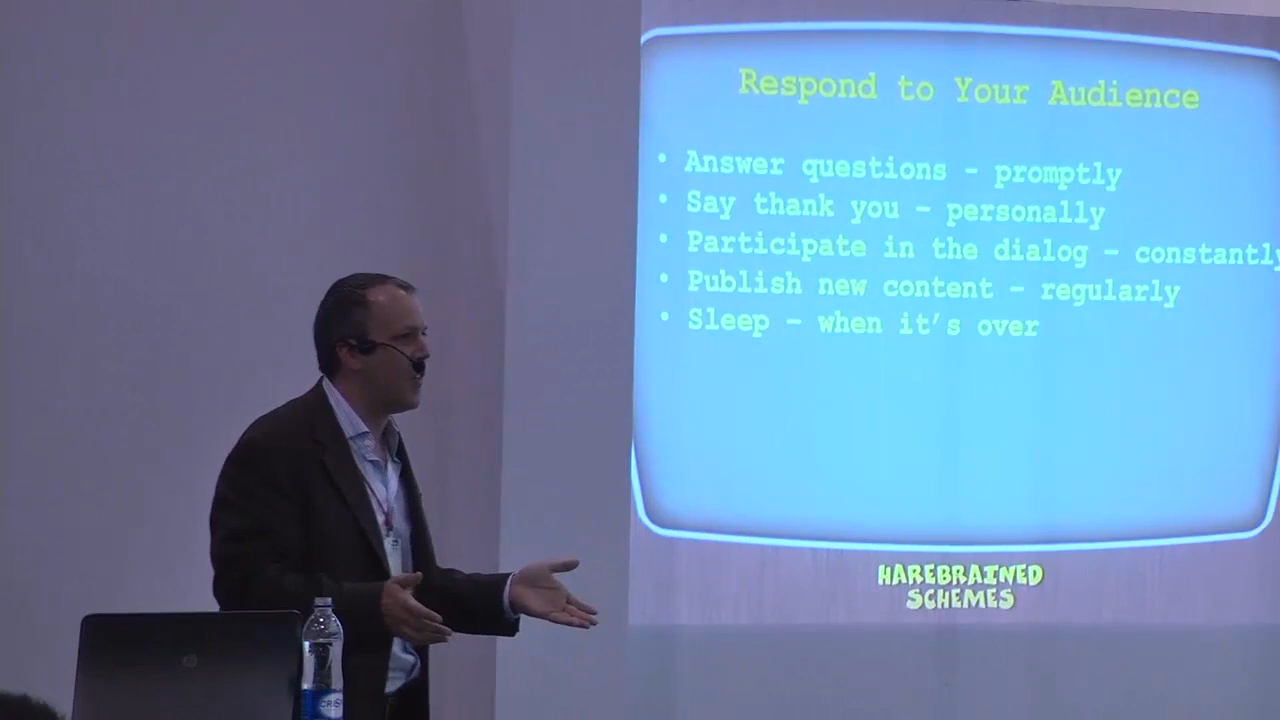 Respond to Your Audience
• Answer questions – promptly
• Say thank you – personally
• Participate in the dialog – constantly
• Publish new content – regularly
• Sleep – when it's over
HAREBRAINED
SCHEMES
hp